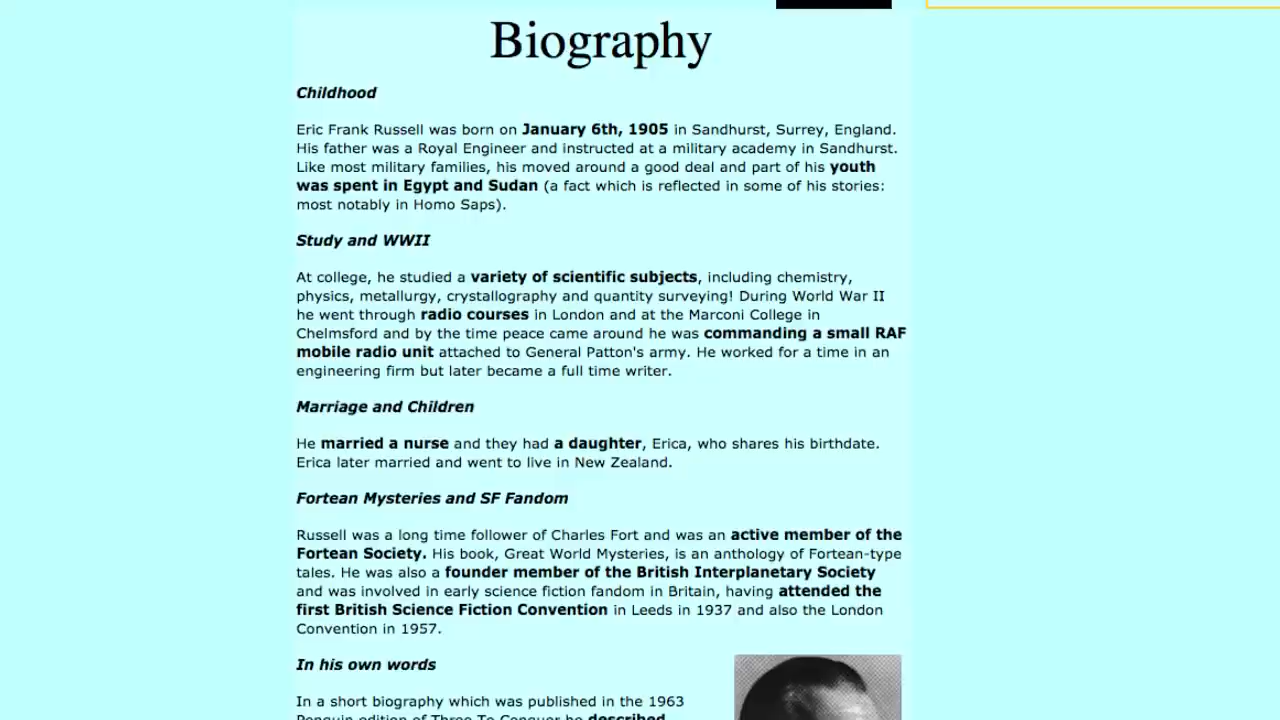 Biography
Childhood
Eric Frank Russell was born on January 6th, 1905 in Sandhurst, Surrey, England.
His father was a Royal Engineer and instructed at a military academy in Sandhurst.
Like most military families, his moved around a good deal and part of his youth
was spent in Egypt and Sudan (a fact which is reflected in some of his stories:
most notably in Homo Saps).
Study and WWII
At college, he studied a variety of scientific subjects, including chemistry,
physics, metallurgy, crystallography and quantity surveying! During World War II
he went through radio courses in London and at the Marconi College in
Chelmsford and by the time peace came around he was commanding a small RAF
mobile radio unit attached to General Patton's army. He worked for a time in an
engineering firm but later became a full time writer.
Marriage and Children
He married a nurse and they had a daughter, Erica, who shares his birthdate.
Erica later married and went to live in New Zealand.
Fortean Mysteries and SF Fandom
Russell was a long time follower of Charles Fort and was an active member of the
Fortean Society. His book, Great World Mysteries, is an anthology of Fortean-type
tales. He was also a founder member of the British Interplanetary Society
and was involved in early science fiction fandom in Britain, having attended the
first British Science Fiction Convention in Leeds in 1937 and also the London
Convention in 1957.
In his own words
In a short biography which was published in the 1963
Penguin edition of Three To Conquer he described